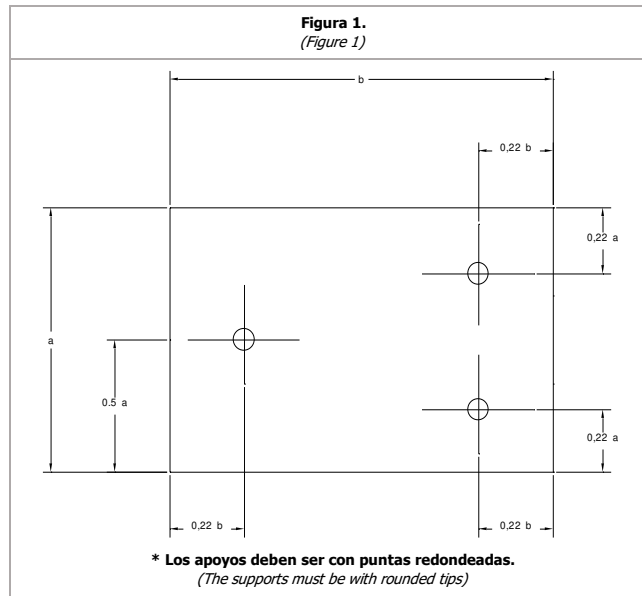 Figura 1.
(Figure 1)
b
0,22 b
0,22 a
a
0.5 a
0,22 a
0,22 b
0,22 b
* Los apoyos deben ser con puntas redondeadas.
(The supports must be with rounded tips)